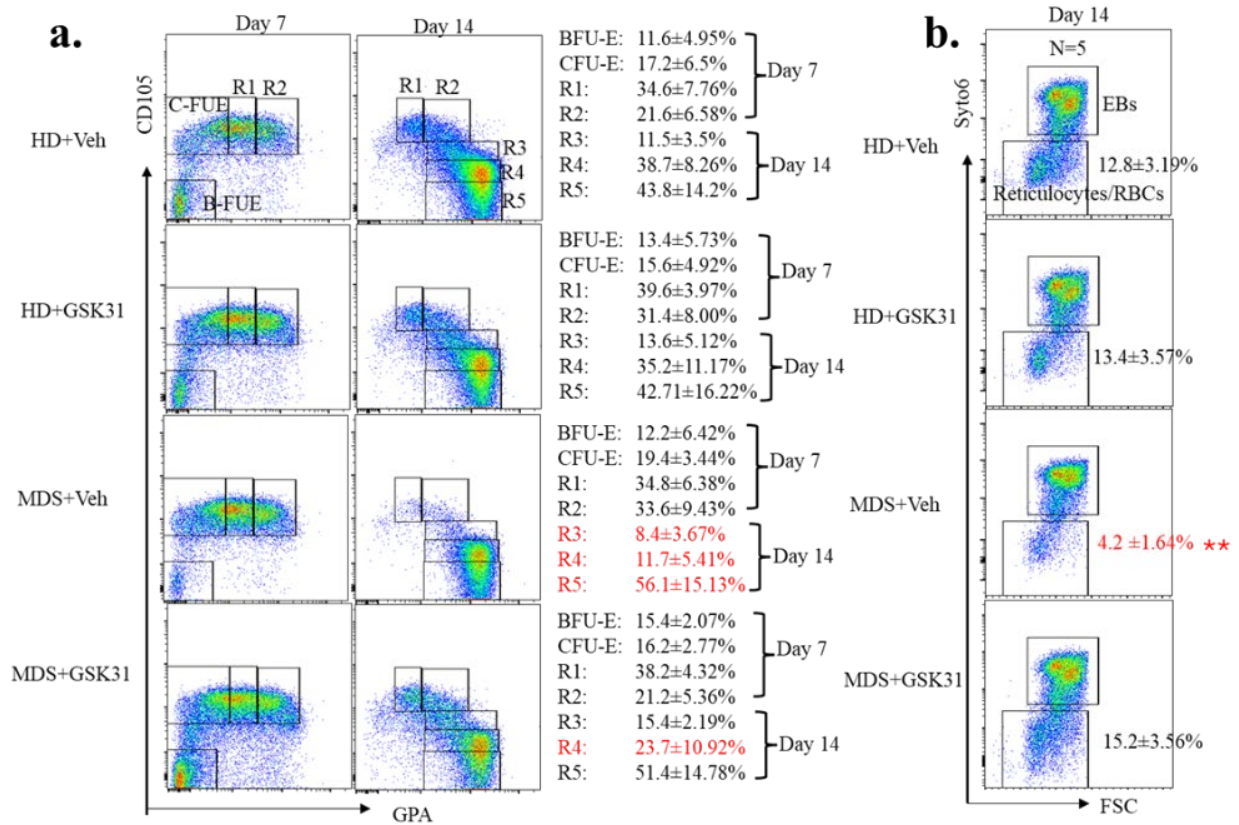 a.
Day 7
Day 14
CD105
GPA
HD+Veh
C-FUE
R1 R2
B-FUE
R1 R2
R3
R4
R5
BFU-E: 11.6±4.95%
CFU-E: 17.2±6.5%
R1: 34.6±7.76%
R2: 21.6±6.58%
Day 7
R3: 11.5±3.5%
R4: 38.7±8.26%
R5: 43.8±14.2%
Day 14
HD+GSK31
BFU-E: 13.4±5.73%
CFU-E: 15.6±4.92%
R1: 39.6±3.97%
R2: 31.4±8.00%
Day 7
R3: 13.6±5.12%
R4: 35.2±11.17%
R5: 42.71±16.22%
Day 14
MDS+Veh
BFU-E: 12.2±6.42%
CFU-E: 19.4±3.44%
R1: 34.8±6.38%
R2: 33.6±9.43%
Day 7
R3: 8.4±3.67%
R4: 11.7±5.41%
R5: 56.1±15.13%
Day 14
MDS+GSK31
BFU-E: 15.4±2.07%
CFU-E: 16.2±2.77%
R1: 38.2±4.32%
R2: 21.2±5.36%
Day 7
R3: 15.4±2.19%
R4: 23.7±10.92%
R5: 51.4±14.78%
Day 14
b.
Day 14
N=5
Syto6
FSC
HD+Veh
EBs
12.8±3.19%
Reticulocytes/RBCs
HD+GSK31
13.4±3.57%
MDS+Veh
4.2 ±1.64% **
MDS+GSK31
15.2±3.56%